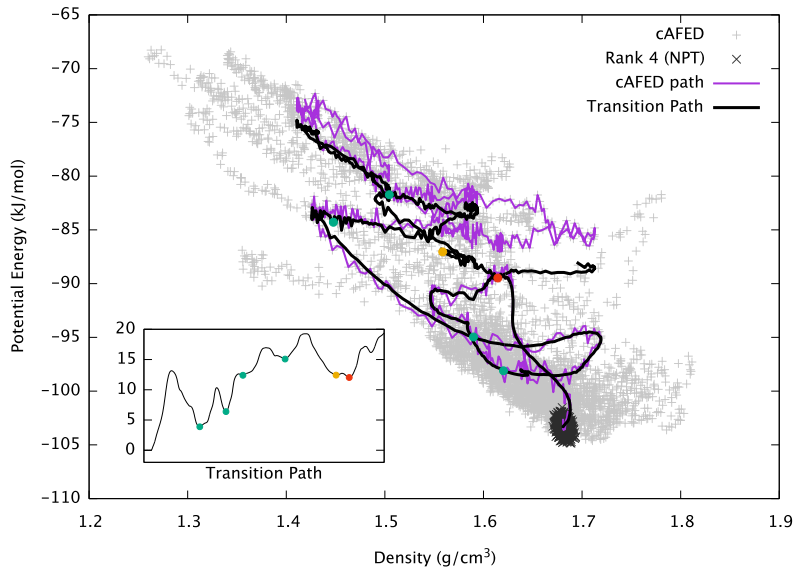 cAFED
Rank 4 (NPT)
cAFED path
Transition Path
Potential Energy (kJ/mol)
−65
−70
−75
−80
−85
−90
−95
−100
−105
−110
20
15
10
5
0
Transition Path
1.2 1.3 1.4 1.5 1.6 1.7 1.8 1.9
Density (g/cm³)